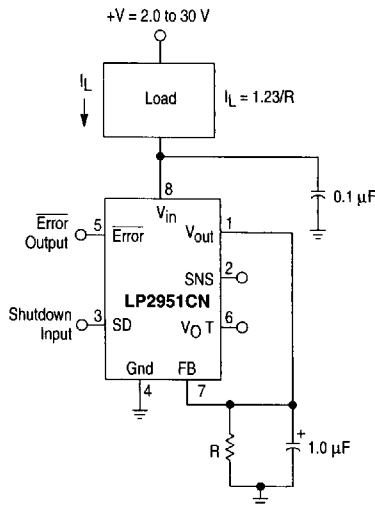 +V = 2.0 to 30 V
I_L
Load
I_L = 1.23/R
8
0.1 μF
Error
Output
5
Error
V_in
V_out
1
SNS
2
LP2951CN
Shutdown
Input
3
SD
V_O T
6
Gnd
FB
4
7
R
+
1.0 μF